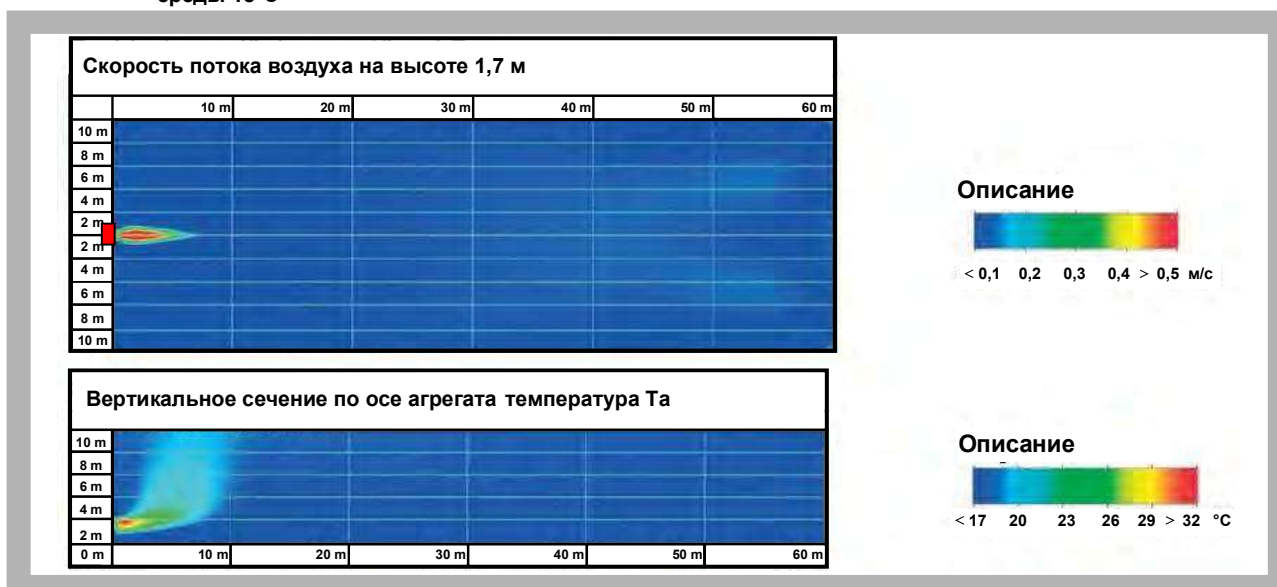 Скорость потока воздуха на высоте 1,7 м
10 m 20 m 30 m 40 m 50 m 60 m
10 m
8 m
6 m
4 m
2 m
2 m
4 m
6 m
8 m
10 m
Описание
< 0,1 0,2 0,3 0,4 > 0,5 м/с
Вертикальное сечение по осе агрегата температура Ta
10 m
8 m
6 m
4 m
2 m
0 m 10 m 20 m 30 m 40 m 50 m 60 m
Описание
< 17 20 23 26 29 > 32 °C